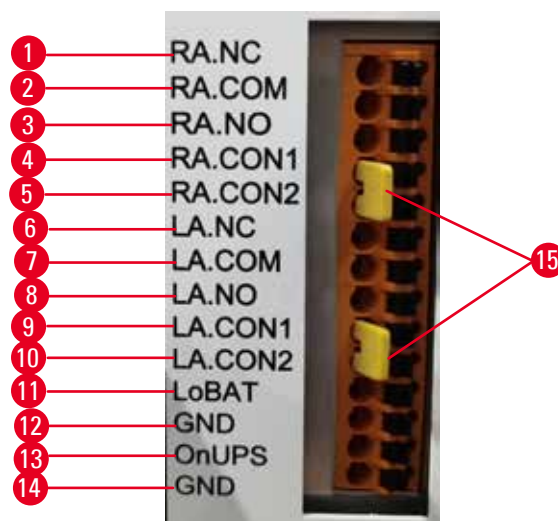 1 RA.NC
2 RA.COM
3 RA.NO
4 RA.CON1
5 RA.CON2
6 LA.NC
7 LA.COM
8 LA.NO
9 LA.CON1
10 LA.CON2
11 LoBAT
12 GND
13 OnUPS
14 GND
15